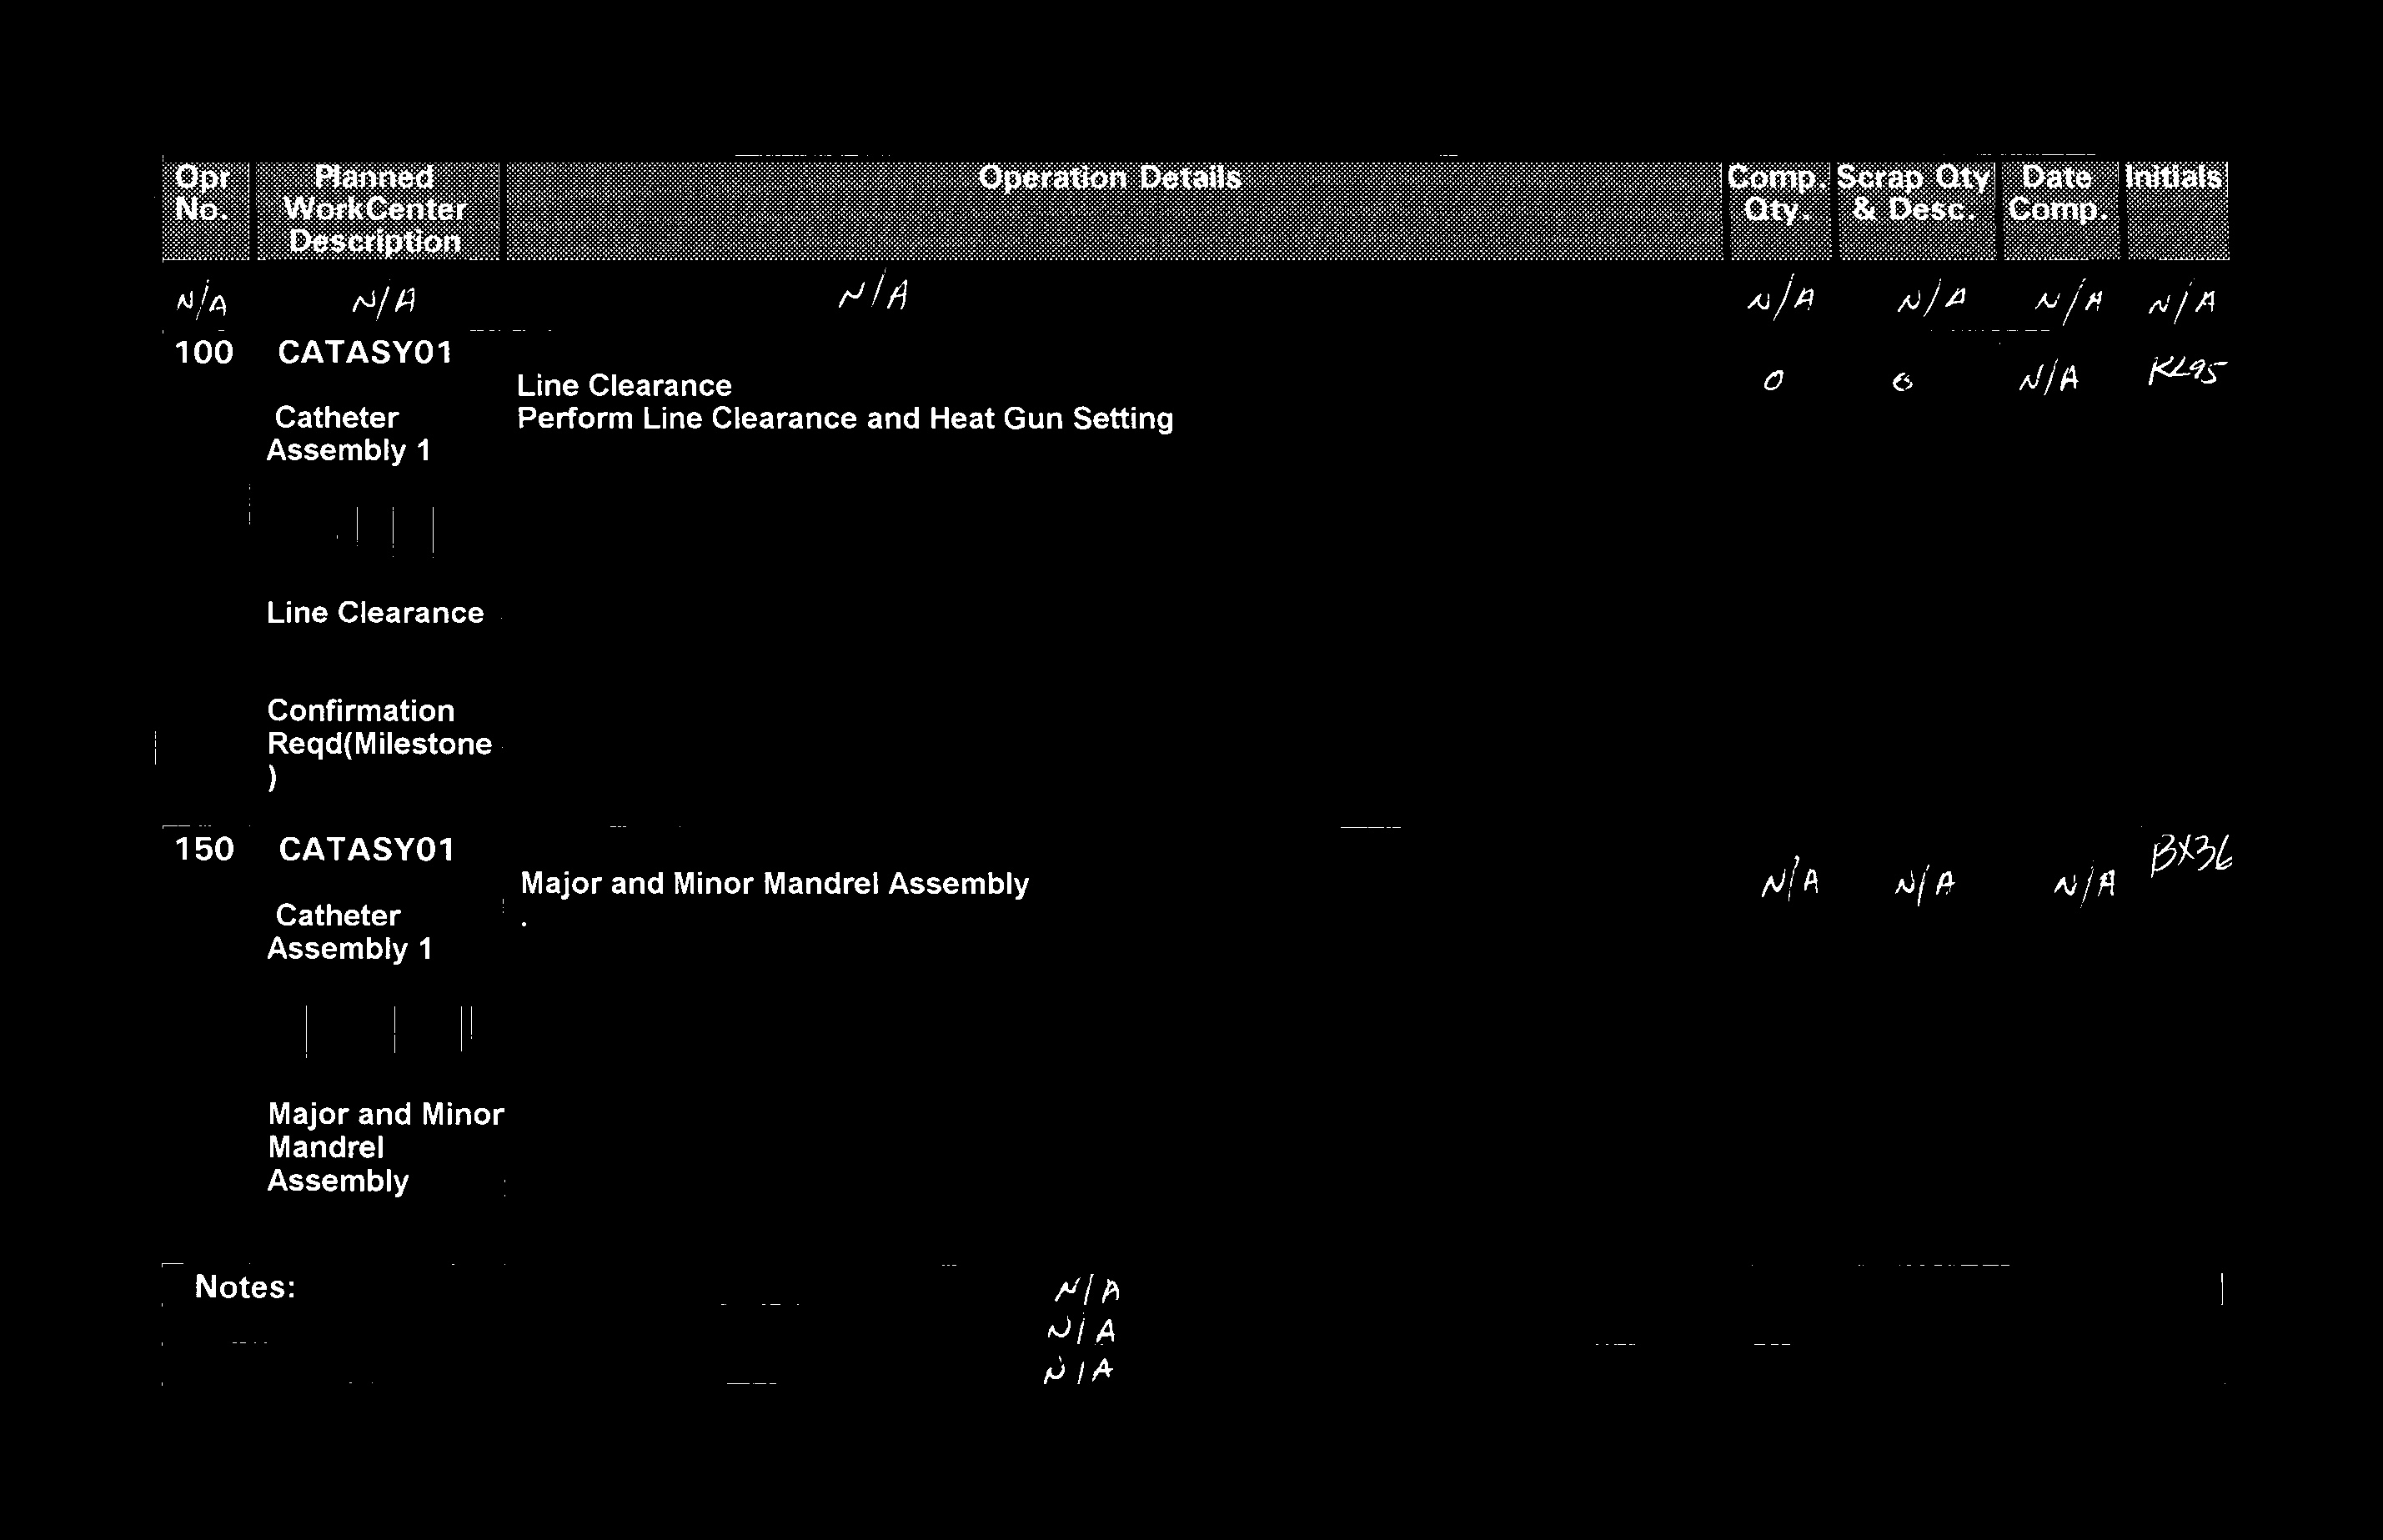 Opr No. Planned WorkCenter Description Operation Details Comp. Qty. Scrap Qty & Desc. Date Comp. Initials
N/A N/A N/A N/A N/A N/A N/A
100 CATASY01
Line Clearance 0 0 N/A KL95
Catheter Perform Line Clearance and Heat Gun Setting
Assembly 1
Line Clearance
Confirmation
Reqd(Milestone
)
150 CATASY01 BX36
Major and Minor Mandrel Assembly N/A N/A N/A
Catheter .
Assembly 1
Major and Minor
Mandrel
Assembly
Notes: N/A
N/A
N/A